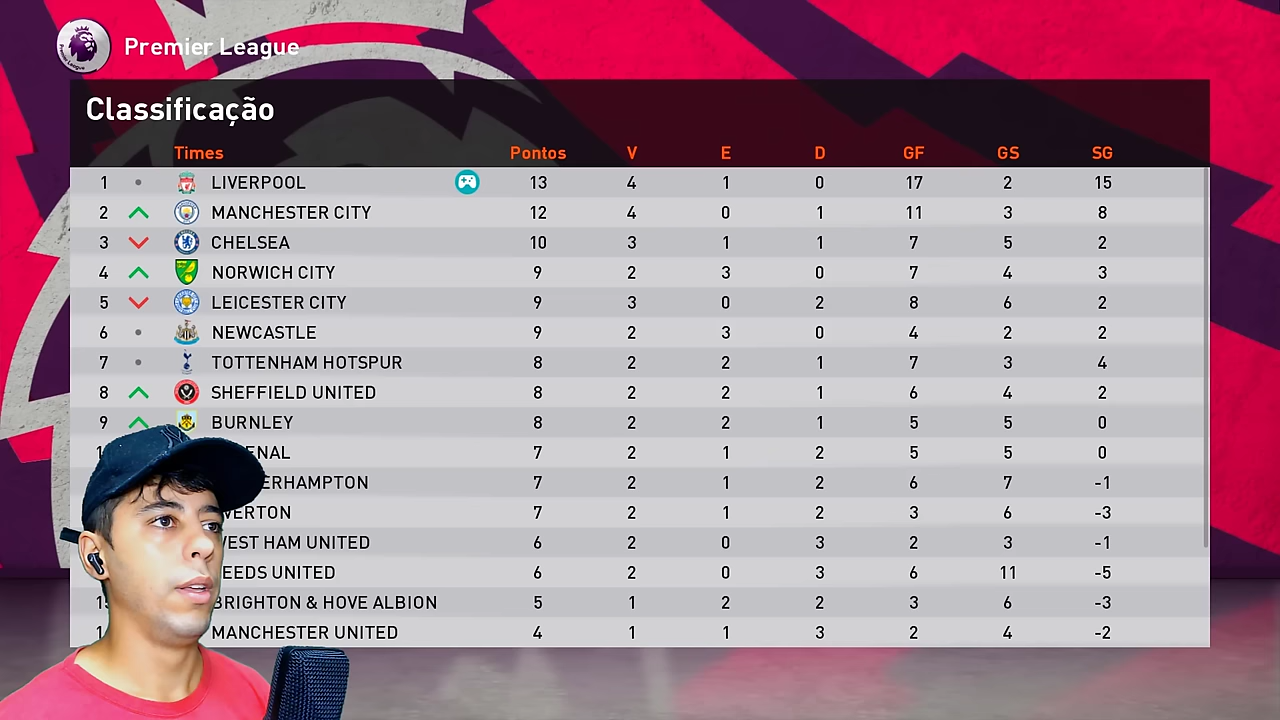 Premier League
Classificação
Times Pontos V E D GF GS SG
1 LIVERPOOL 13 4 1 0 17 2 15
2 MANCHESTER CITY 12 4 0 1 11 3 8
3 CHELSEA 10 3 1 1 7 5 2
4 NORWICH CITY 9 2 3 0 7 4 3
5 LEICESTER CITY 9 3 0 2 8 6 2
6 NEWCASTLE 9 2 3 0 4 2 2
7 TOTTENHAM HOTSPUR 8 2 2 1 7 3 4
8 SHEFFIELD UNITED 8 2 2 1 6 4 2
9 BURNLEY 8 2 2 1 5 5 0
ENAL 7 2 1 2 5 5 0
ERHAMPTON 7 2 1 2 6 7 -1
VERTON 7 2 1 2 3 6 -3
WEST HAM UNITED 6 2 0 3 2 3 -1
EEDS UNITED 6 2 0 3 6 11 -5
15 BRIGHTON & HOVE ALBION 5 1 2 2 3 6 -3
MANCHESTER UNITED 4 1 1 3 2 4 -2